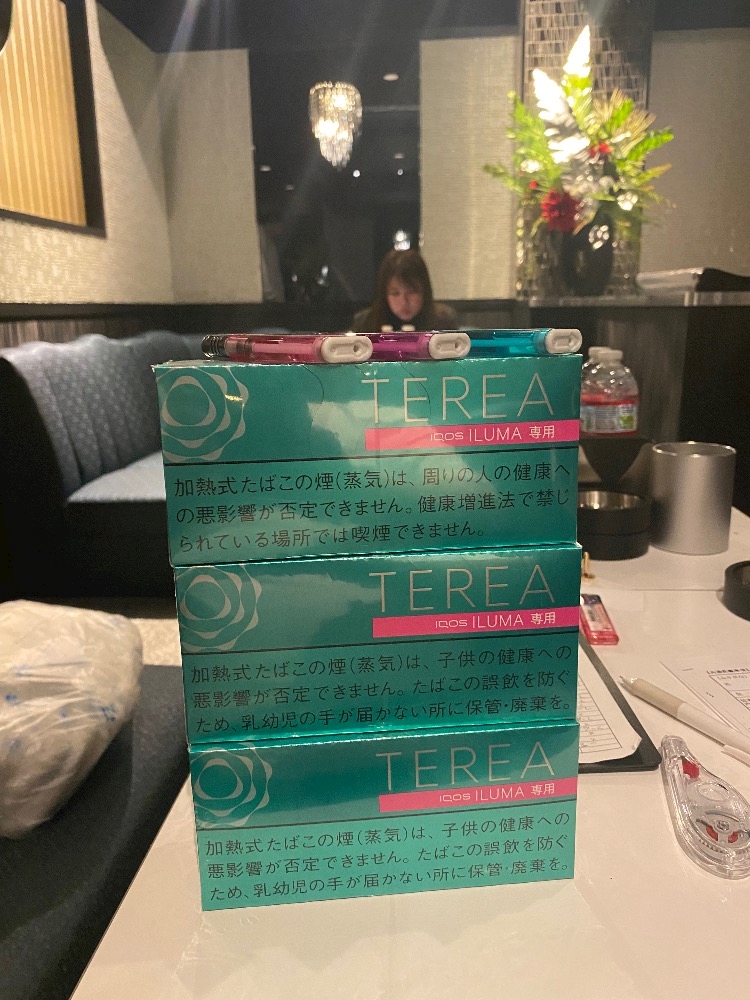 TEREA
IQOS ILUMA 専用
加熱式たばこの煙(蒸気)は、周りの人の健康へ
の悪影響が否定できません。健康増進法で禁じ
られている場所では喫煙できません。
TEREA
IQOS ILUMA 専用
加熱式たばこの煙(蒸気)は、子供の健康への
悪影響が否定できません。たばこの誤飲を防ぐ
ため、乳幼児の手が届かない所に保管・廃棄を。
TEREA
IQOS ILUMA 専用
加熱式たばこの煙(蒸気)は、子供の健康への
悪影響が否定できません。たばこの誤飲を防ぐ
ため、乳幼児の手が届かない所に保管・廃棄を。